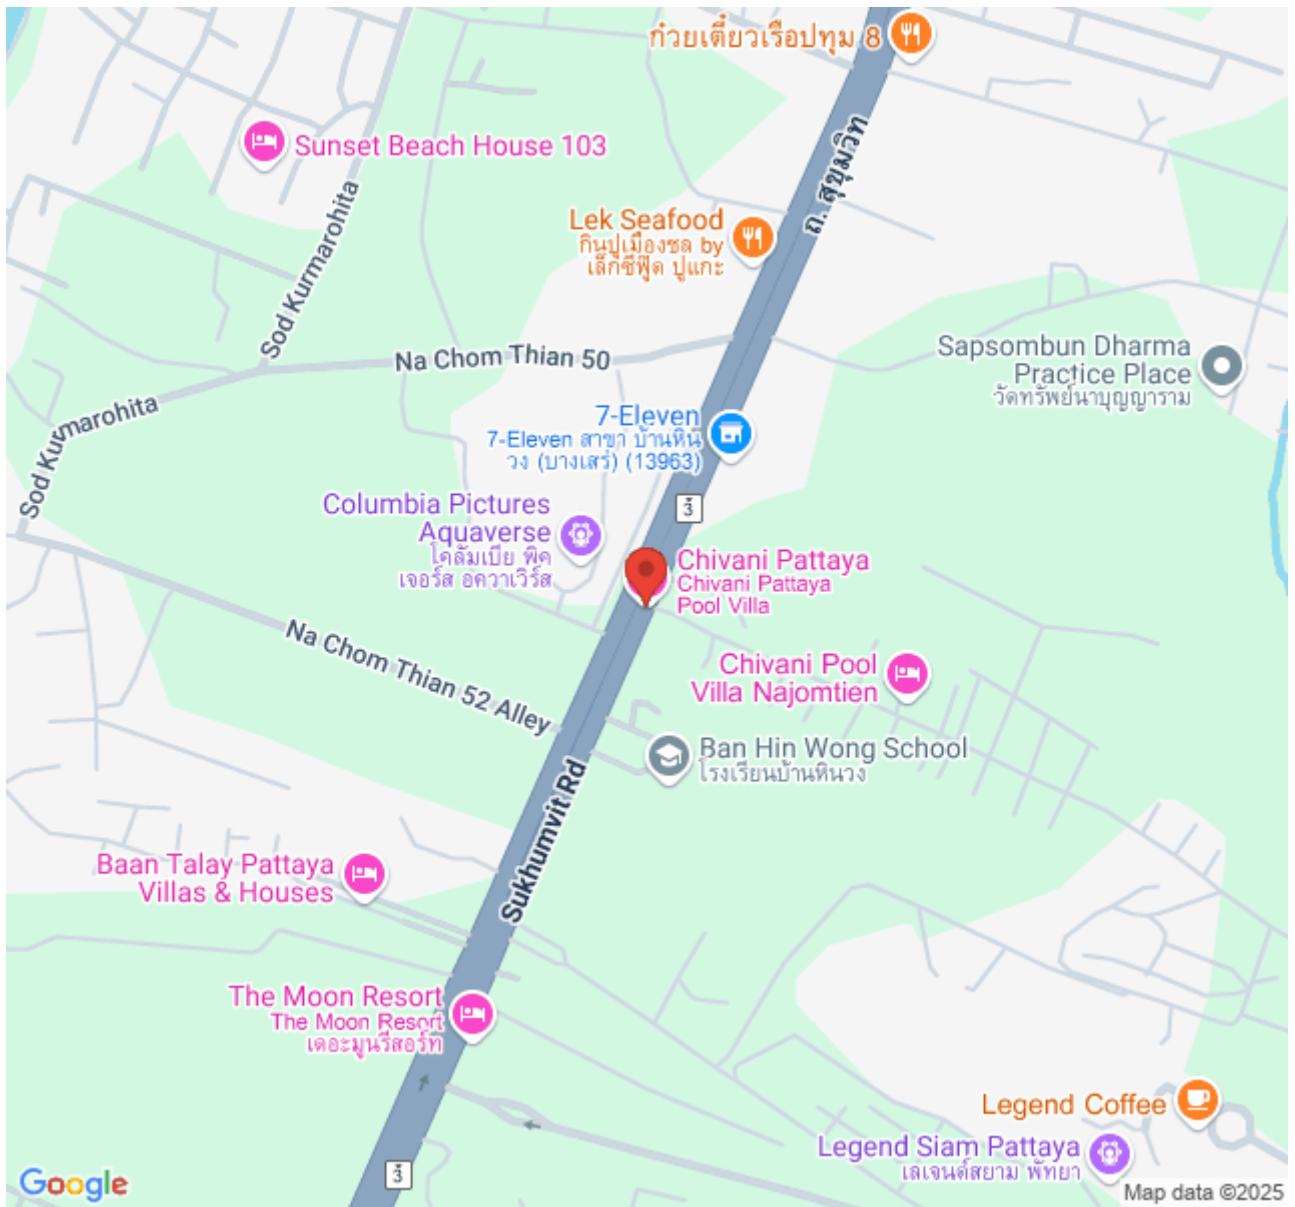 ก๋วยเตี๋ยวเรือปทุม 8
Sunset Beach House 103
ถ. สุขุมวิท
Sod Kurmarohita
Lek Seafood
กินปูเมืองชล by
เล็กซีฟู๊ด ปูแกะ
Na Chom Thian 50
Sapsombun Dharma
Practice Place
วัดทรัพย์นาบุญญาราม
Sod Kurmarohita
7-Eleven
7-Eleven สาขา บ้านหิน
วง (บางเสร่) (13963)
3
Columbia Pictures
Aquaverse
โคลัมเบีย พิค
เจอร์ส อควาเวิร์ส
Chivani Pattaya
Chivani Pattaya
Pool Villa
Na Chom Thian 52 Alley
Chivani Pool
Villa Najomtien
Ban Hin Wong School
โรงเรียนบ้านหินวง
Sukhumvit Rd
Baan Talay Pattaya
Villas & Houses
The Moon Resort
The Moon Resort
เดอะมูนรีสอร์ท
Legend Coffee
Legend Siam Pattaya
เลเจนด์สยาม พัทยา
3
Google
Map data ©2025